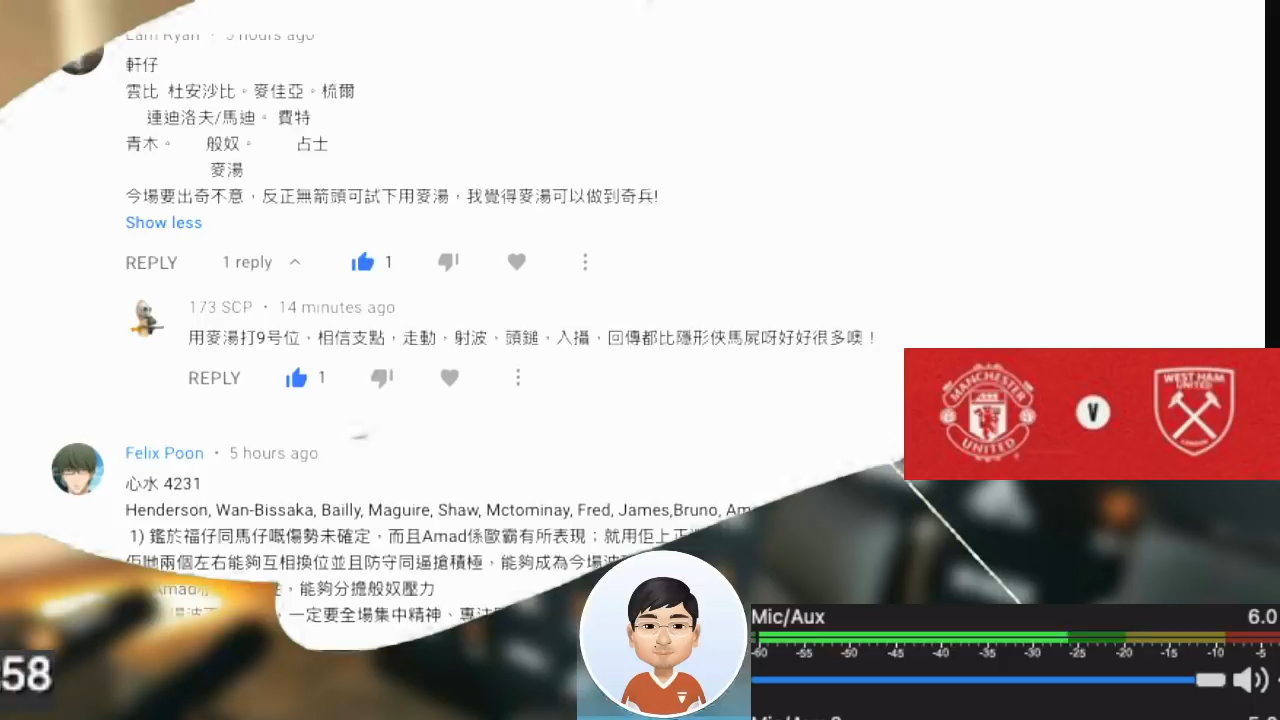 Lam Ryan · 5 hours ago
軒仔
雲比 杜安沙比。麥佳亞。梳爾
連迪洛夫/馬迪。 費特
青木。 般奴。 占士
麥湯
今場要出奇不意，反正無箭頭可試下用麥湯，我覺得麥湯可以做到奇兵!
Show less
REPLY 1 reply 1
173 SCP · 14 minutes ago
用麥湯打9号位，相信支點，走動，射波，頭鎚，入攝，回傳都比隱形俠馬屍呀好好很多噢！
REPLY 1
MANCHESTER UNITED V WEST HAM UNITED LONDON
Felix Poon · 5 hours ago
心水 4231
Henderson, Wan-Bissaka, Bailly, Maguire, Shaw, Mctominay, Fred, James,Bruno, Am
1) 鑑於福仔同馬仔嘅傷勢未確定，而且Amad係歐霸有所表現；就用佢上正
佢哋兩個左右能夠互相換位並且防守同逼搶積極，能夠成為今場
Amad，能夠分擔般奴壓力
一定要全場集中精神、專注
Mic/Aux 6.0
-60 -55 -50 -45 -40 -35 -30 -25 -20 -15 -10 -5
:58